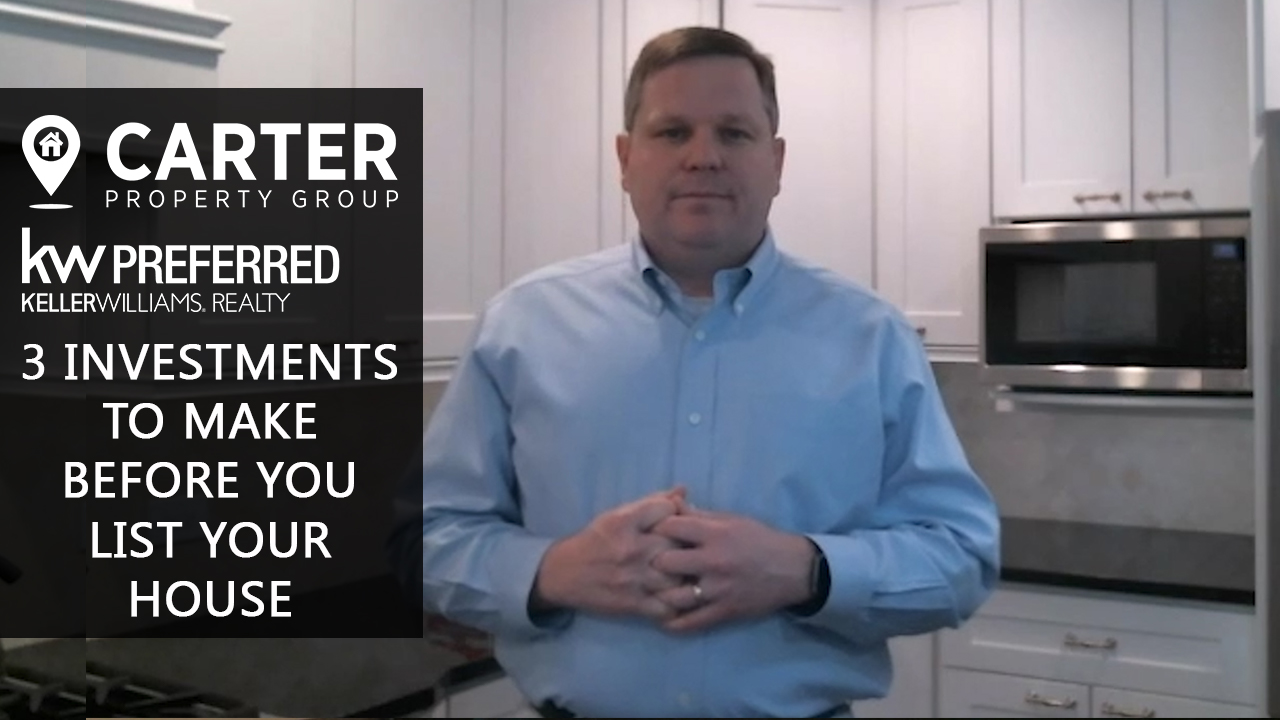 CARTER
PROPERTY GROUP
kw PREFERRED
KELLERWILLIAMS. REALTY
3 INVESTMENTS
TO MAKE
BEFORE YOU
LIST YOUR
HOUSE